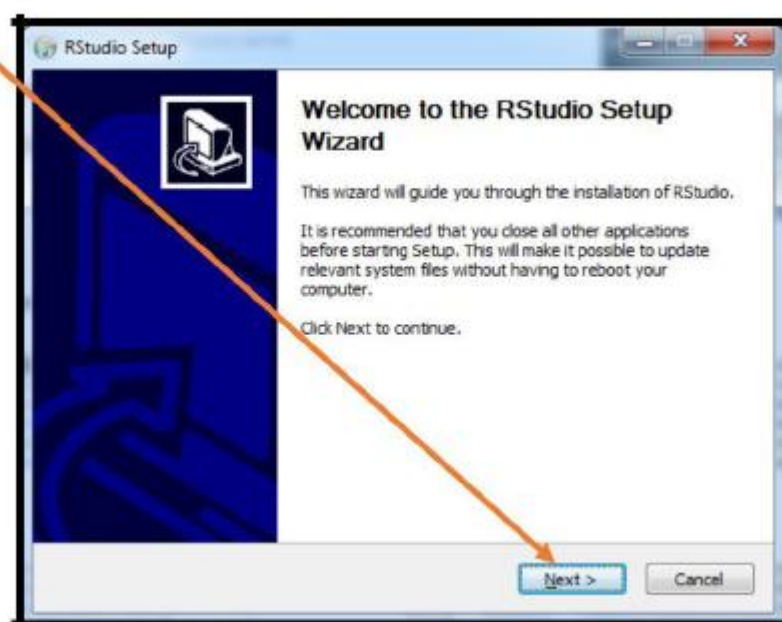 RStudio Setup
Welcome to the RStudio Setup
Wizard
This wizard will guide you through the installation of RStudio.
It is recommended that you close all other applications
before starting Setup. This will make it possible to update
relevant system files without having to reboot your
computer.
Click Next to continue.
Next >
Cancel